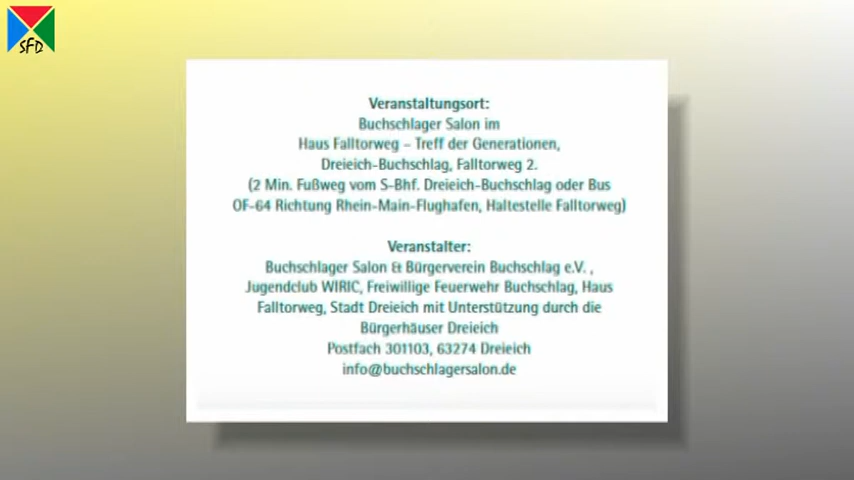 SFD
Veranstaltungsort:
Buchschlager Salon im
Haus Falltorweg – Treff der Generationen,
Dreieich-Buchschlag, Falltorweg 2.
(2 Min. Fußweg vom S-Bhf. Dreieich-Buchschlag oder Bus
OF-64 Richtung Rhein-Main-Flughafen, Haltestelle Falltorweg)
Veranstalter:
Buchschlager Salon & Bürgerverein Buchschlag e.V. ,
Jugendclub WIRIC, Freiwillige Feuerwehr Buchschlag, Haus
Falltorweg, Stadt Dreieich mit Unterstützung durch die
Bürgerhäuser Dreieich
Postfach 301103, 63274 Dreieich
info@buchschlagersalon.de